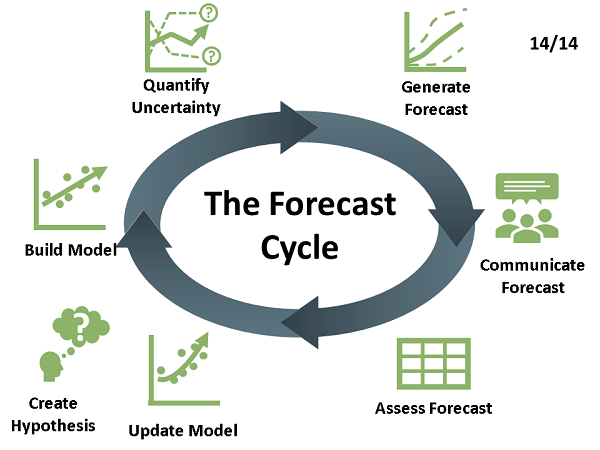 14/14
Quantify
Uncertainty
?
?
Generate
Forecast
The Forecast
Cycle
Build Model
Communicate
Forecast
?
Create
Hypothesis
Update Model
Assess Forecast